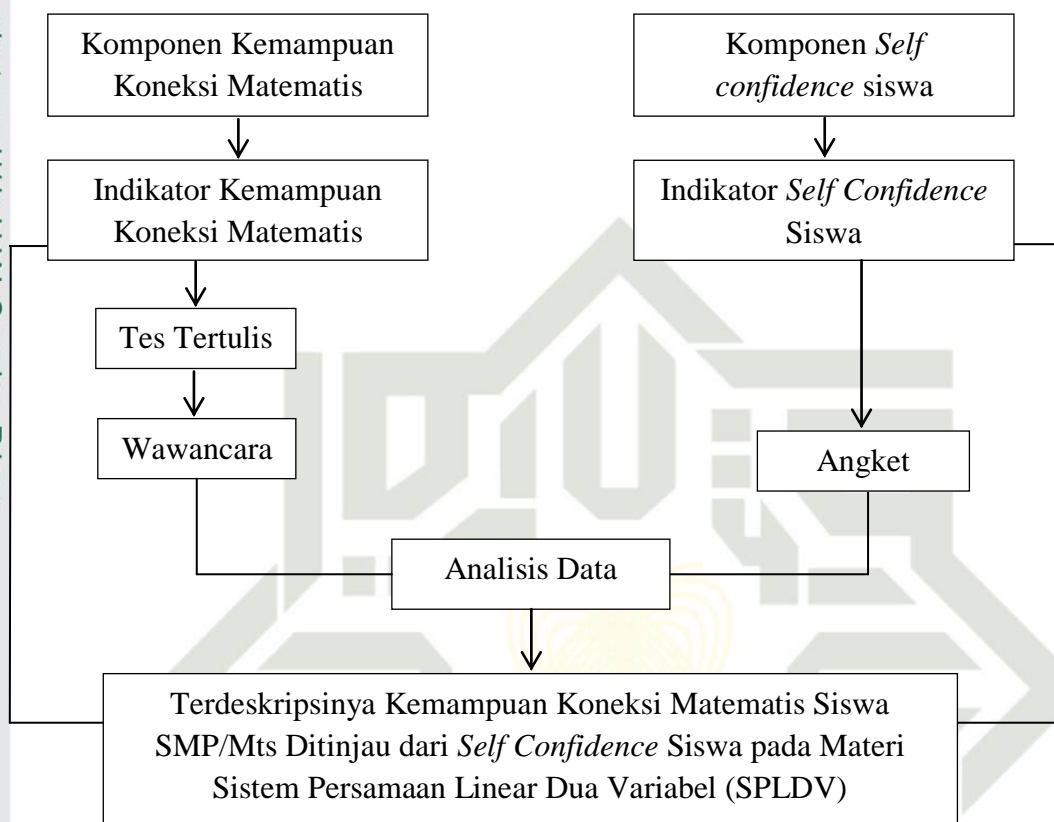 Komponen Kemampuan
Koneksi Matematis
Komponen Self
confidence siswa
Indikator Kemampuan
Koneksi Matematis
Indikator Self Confidence
Siswa
Tes Tertulis
Wawancara
Angket
Analisis Data
Terdeskripsinya Kemampuan Koneksi Matematis Siswa
SMP/Mts Ditinjau dari Self Confidence Siswa pada Materi
Sistem Persamaan Linear Dua Variabel (SPLDV)